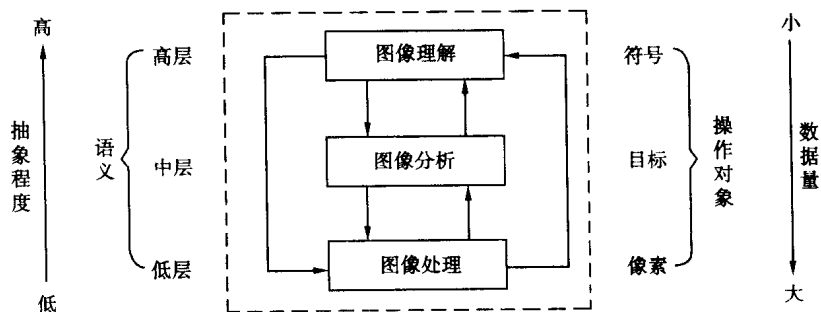 高
小
高层
图像理解
符号
抽象程度
语义
中层
图像分析
目标
操作对象
数据量
低层
图像处理
像素
低
大